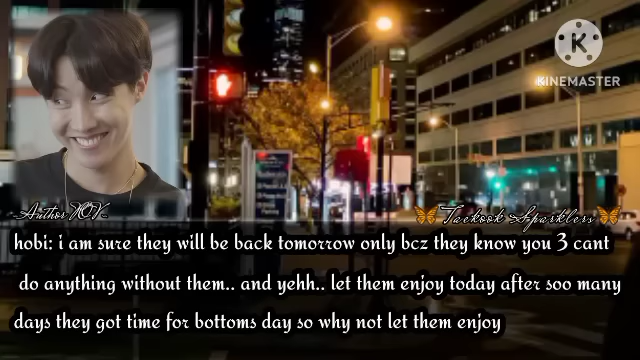 K
KINEMASTER
-Author POV-
🦋Taekook Sparklers🦋
hobi: i am sure they will be back tomorrow only bcz they know you 3 cant
do anything without them.. and yehh.. let them enjoy today after soo many
days they got time for bottoms day so why not let them enjoy